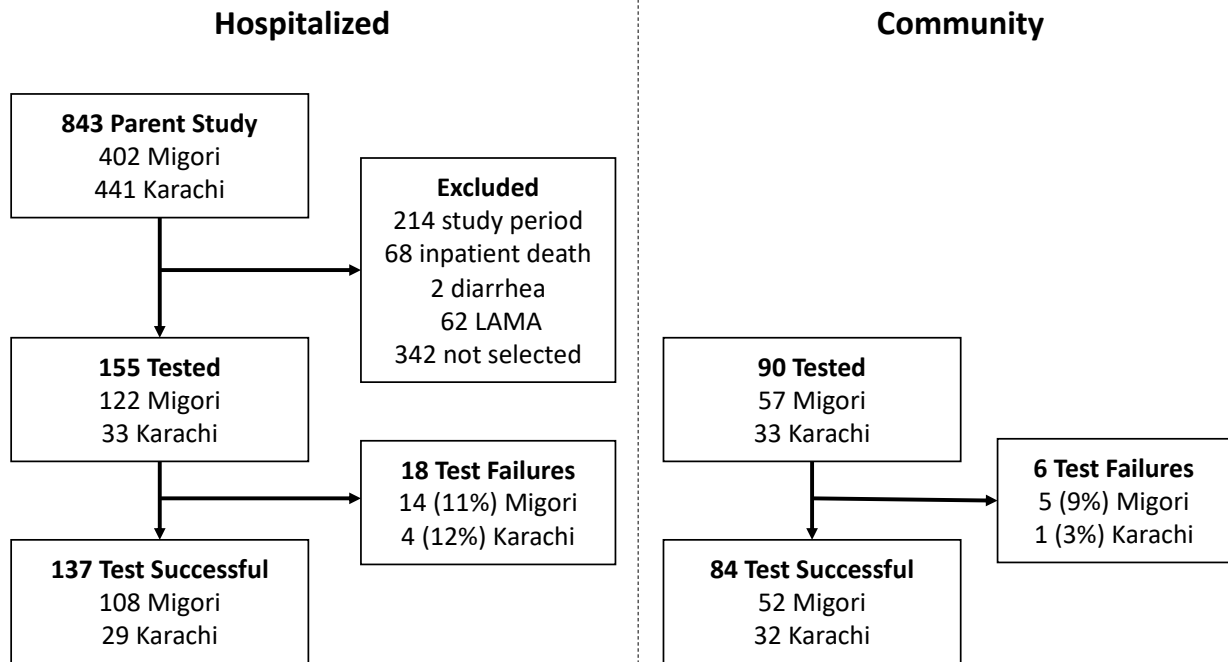 Hospitalized
843 Parent Study
402 Migori
441 Karachi
Excluded
214 study period
68 inpatient death
2 diarrhea
62 LAMA
342 not selected
155 Tested
122 Migori
33 Karachi
18 Test Failures
14 (11%) Migori
4 (12%) Karachi
137 Test Successful
108 Migori
29 Karachi
Community
90 Tested
57 Migori
33 Karachi
6 Test Failures
5 (9%) Migori
1 (3%) Karachi
84 Test Successful
52 Migori
32 Karachi